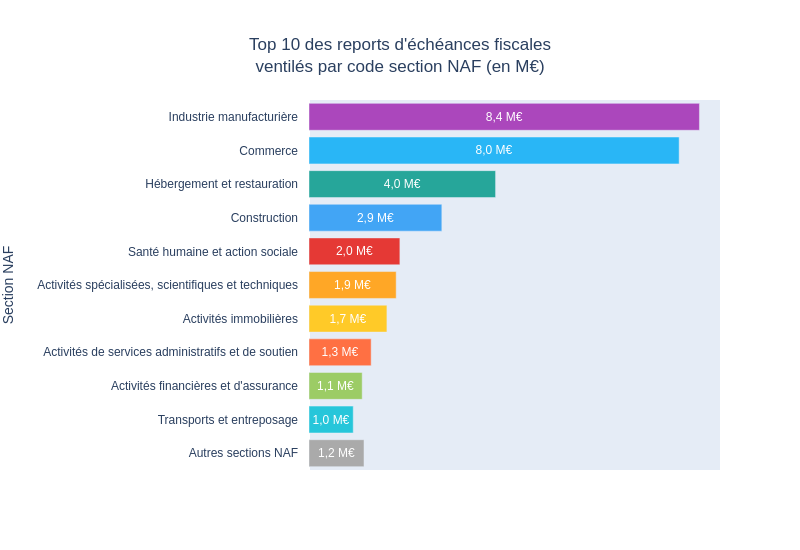 Top 10 des reports d'échéances fiscales
ventilés par code section NAF (en M€)
Section NAF
Industrie manufacturière 8,4 M€
Commerce 8,0 M€
Hébergement et restauration 4,0 M€
Construction 2,9 M€
Santé humaine et action sociale 2,0 M€
Activités spécialisées, scientifiques et techniques 1,9 M€
Activités immobilières 1,7 M€
Activités de services administratifs et de soutien 1,3 M€
Activités financières et d'assurance 1,1 M€
Transports et entreposage 1,0 M€
Autres sections NAF 1,2 M€